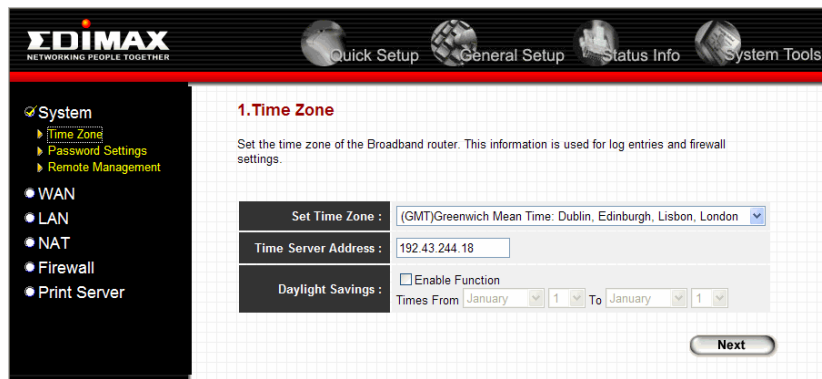 EDIMAX
NETWORKING PEOPLE TOGETHER
Quick Setup
General Setup
Status Info
System Tools
System
Time Zone
Password Settings
Remote Management
WAN
LAN
NAT
Firewall
Print Server
1.Time Zone
Set the time zone of the Broadband router. This information is used for log entries and firewall
settings.
Set Time Zone : (GMT)Greenwich Mean Time: Dublin, Edinburgh, Lisbon, London
Time Server Address : 192.43.244.18
Daylight Savings :
Enable Function
Times From January 1 To January 1
Next